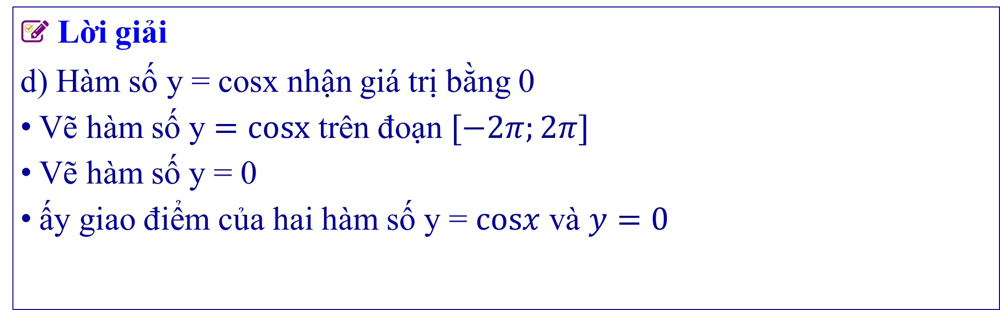 Lời giải
d) Hàm số y = cosx nhận giá trị bằng 0
• Vẽ hàm số y = cosx trên đoạn [−2π; 2π]
• Vẽ hàm số y = 0
• ấy giao điểm của hai hàm số y = cosx và y = 0